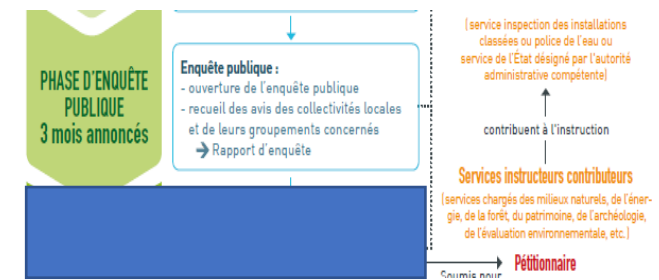 PHASE D'ENQUÊTE
PUBLIQUE
3 mois annoncés
Enquête publique :
- ouverture de l'enquête publique
- recueil des avis des collectivités locales
et de leurs groupements concernés
➔ Rapport d'enquête
(service inspection des installations
classées ou police de l'eau ou
service de l'État désigné par l'autorité
administrative compétente)
contribuent à l'instruction
Services instructeurs contributeurs
(services chargés des milieux naturels, de l'éner-
gie, de la forêt, du patrimoine, de l'archéologie,
de l'évaluation environnementale, etc.)
Pétitionnaire
Soumis pour